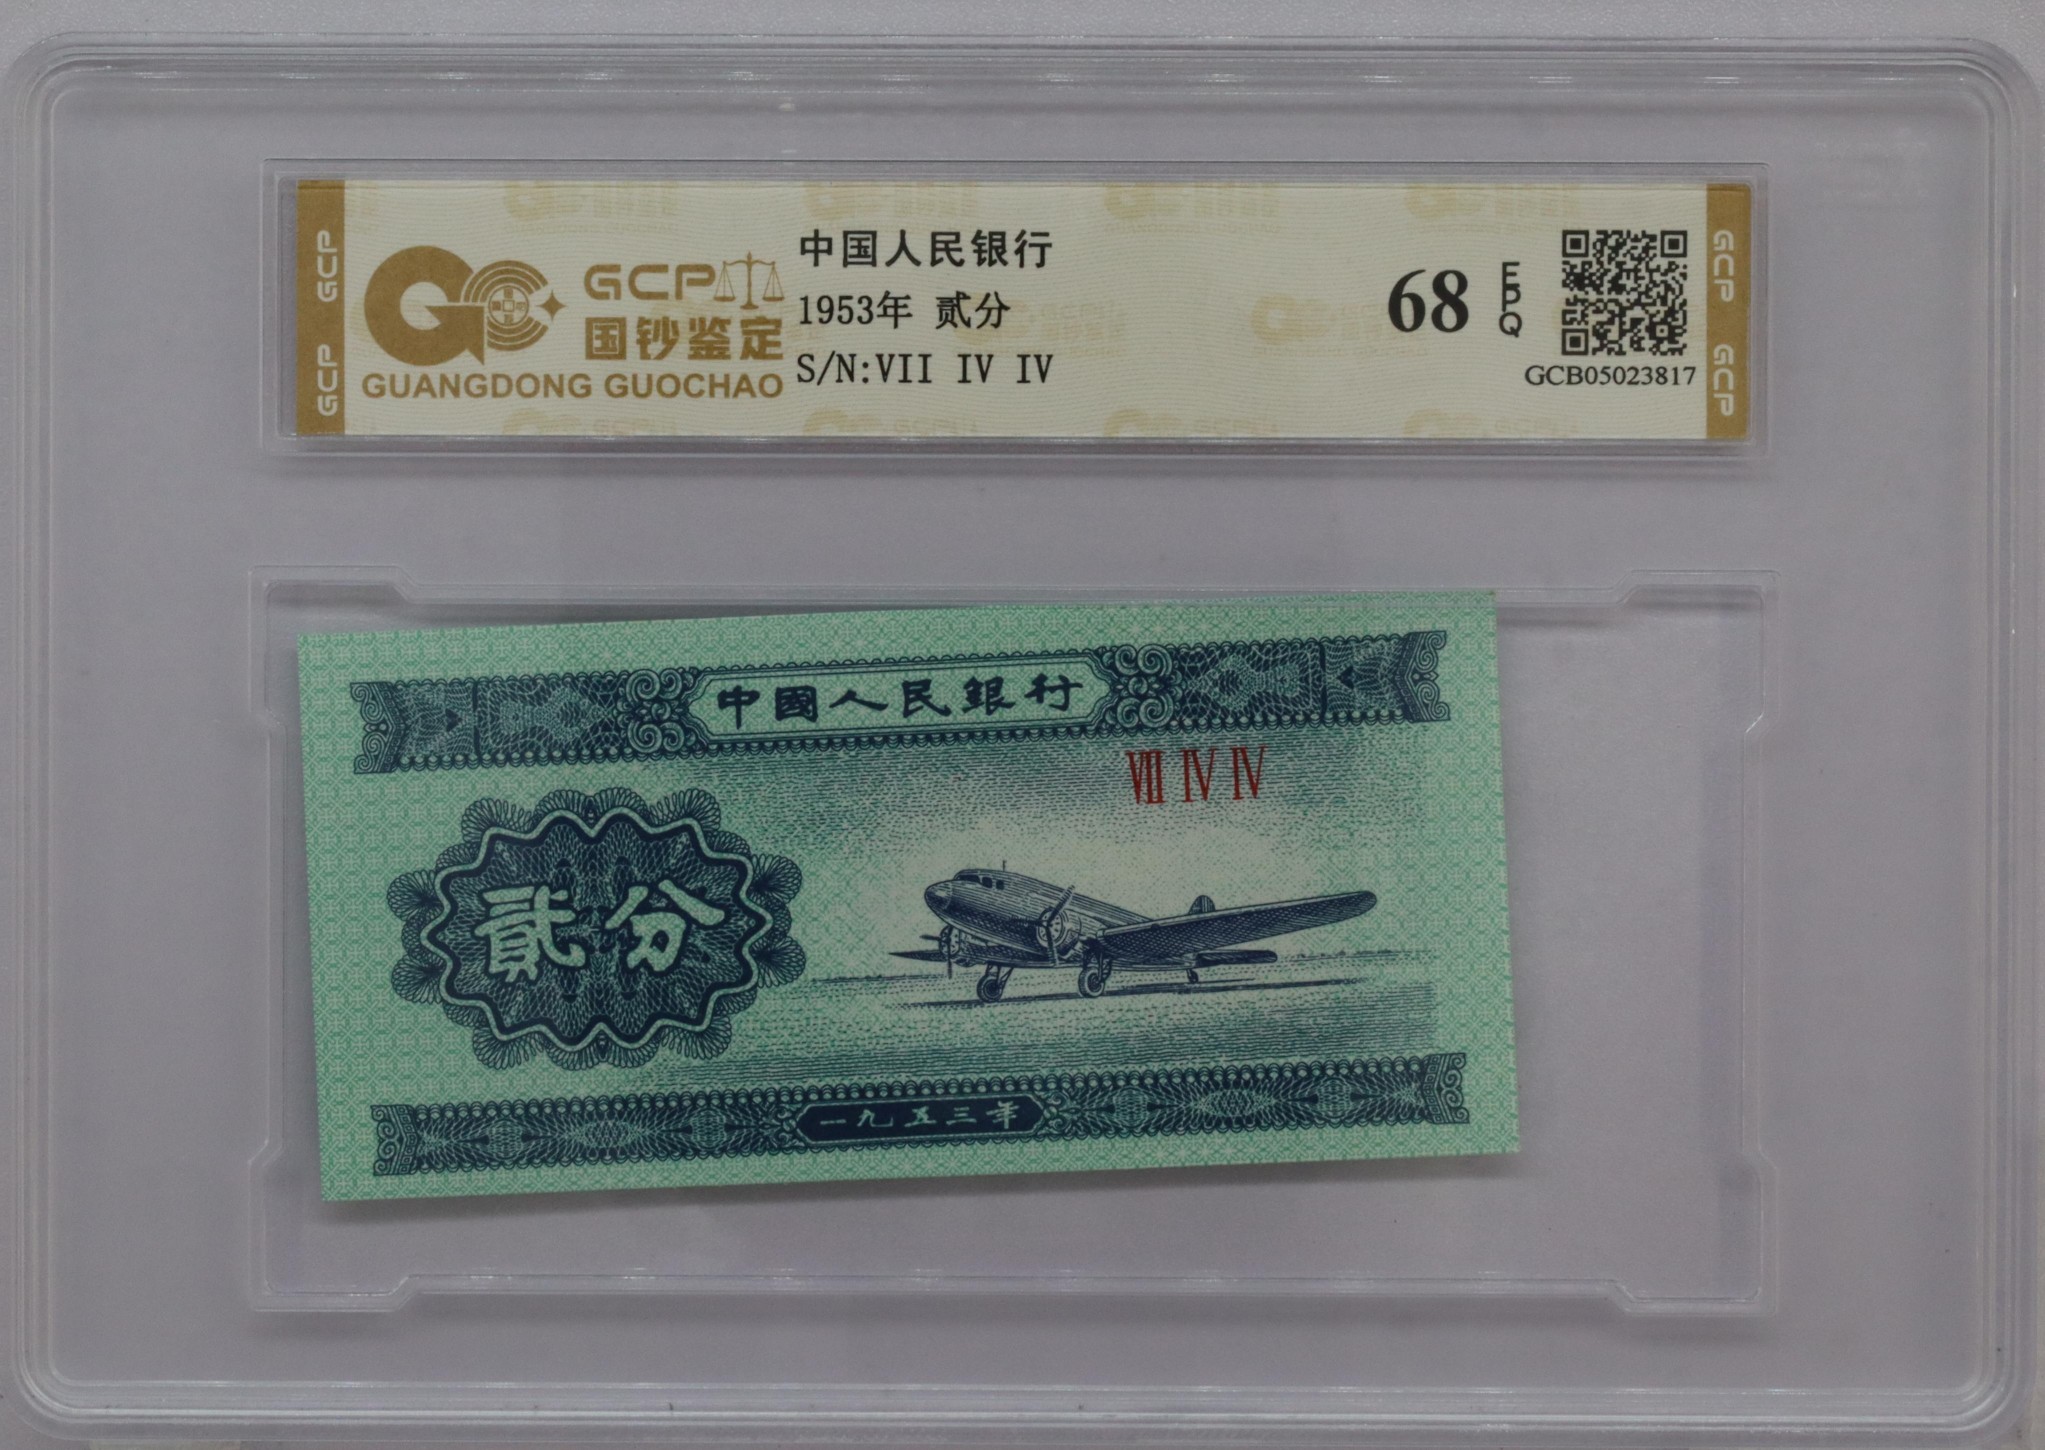 GCP GCP
GCP
国钞鉴定
GUANGDONG GUOCHAO
中国人民银行
1953年 贰分
S/N:VII IV IV
68 EPQ
GCB05023817
GCP GCP
中國人民銀行
VIII IV IV
貳分
一九五三年